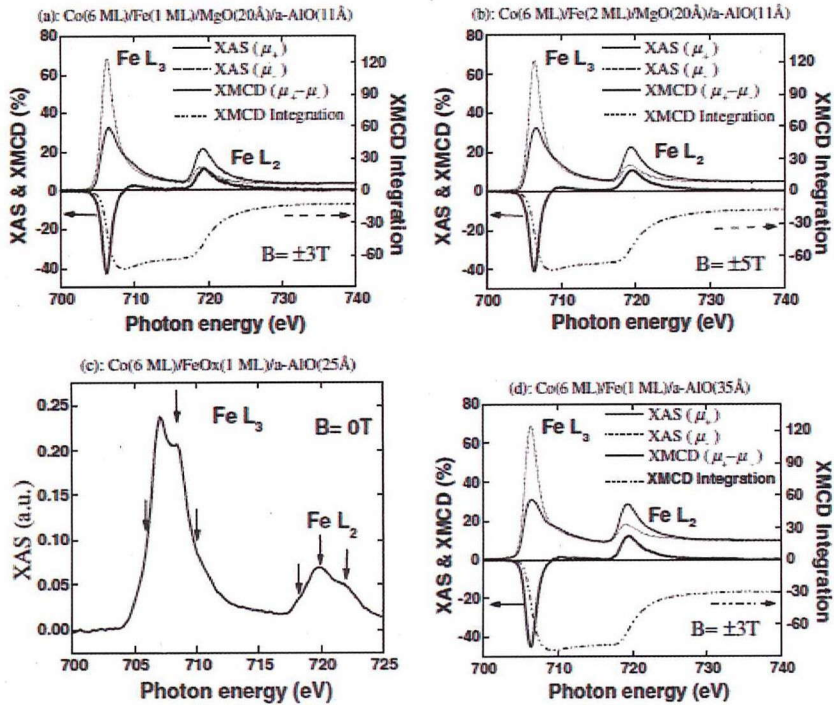 (a): Co(6 ML)/Fe(1 ML)/MgO(20Å)/a-AlO(11Å)
80
60
40
20
0
-20
-40
XAS & XMCD (%)
Fe L3
XAS (μ+)
XAS (μ-)
XMCD (μ+-μ-)
XMCD Integration
Fe L2
B= ±3T
120
90
60
30
0
-30
-60
XMCD Integration
700 710 720 730 740
Photon energy (eV)
(b): Co(6 ML)/Fe(2 ML)/MgO(20Å)/a-AlO(11Å)
80
60
40
20
0
-20
-40
XAS & XMCD (%)
Fe L3
XAS (μ+)
XAS (μ-)
XMCD (μ+-μ-)
XMCD Integration
Fe L2
B= ±5T
120
90
60
30
0
-30
-60
XMCD Integration
700 710 720 730 740
Photon energy (eV)
(c): Co(6 ML)/FeOx(1 ML)/a-AlO(25Å)
0.25
0.20
0.15
0.10
0.05
0.00
XAS (a.u.)
Fe L3
B= 0T
Fe L2
700 705 710 715 720 725
Photon energy (eV)
(d): Co(6 ML)/Fe(1 ML)/a-AlO(35Å)
80
60
40
20
0
-20
-40
XAS & XMCD (%)
Fe L3
XAS (μ+)
XAS (μ-)
XMCD (μ+-μ-)
XMCD Integration
Fe L2
B= ±3T
120
90
60
30
0
-30
-60
XMCD Integration
700 710 720 730 740
Photon energy (eV)